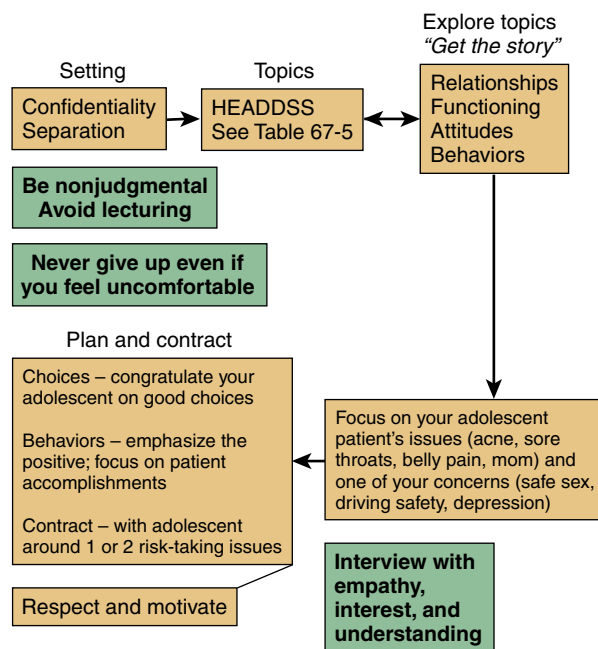 Setting
Confidentiality
Separation
Topics
HEADDSS
See Table 67-5
Explore topics
“Get the story”
Relationships
Functioning
Attitudes
Behaviors
Be nonjudgmental
Avoid lecturing
Never give up even if
you feel uncomfortable
Plan and contract
Choices – congratulate your
adolescent on good choices
Behaviors – emphasize the
positive; focus on patient
accomplishments
Contract – with adolescent
around 1 or 2 risk-taking issues
Respect and motivate
Focus on your adolescent
patient’s issues (acne, sore
throats, belly pain, mom) and
one of your concerns (safe sex,
driving safety, depression)
Interview with
empathy,
interest, and
understanding